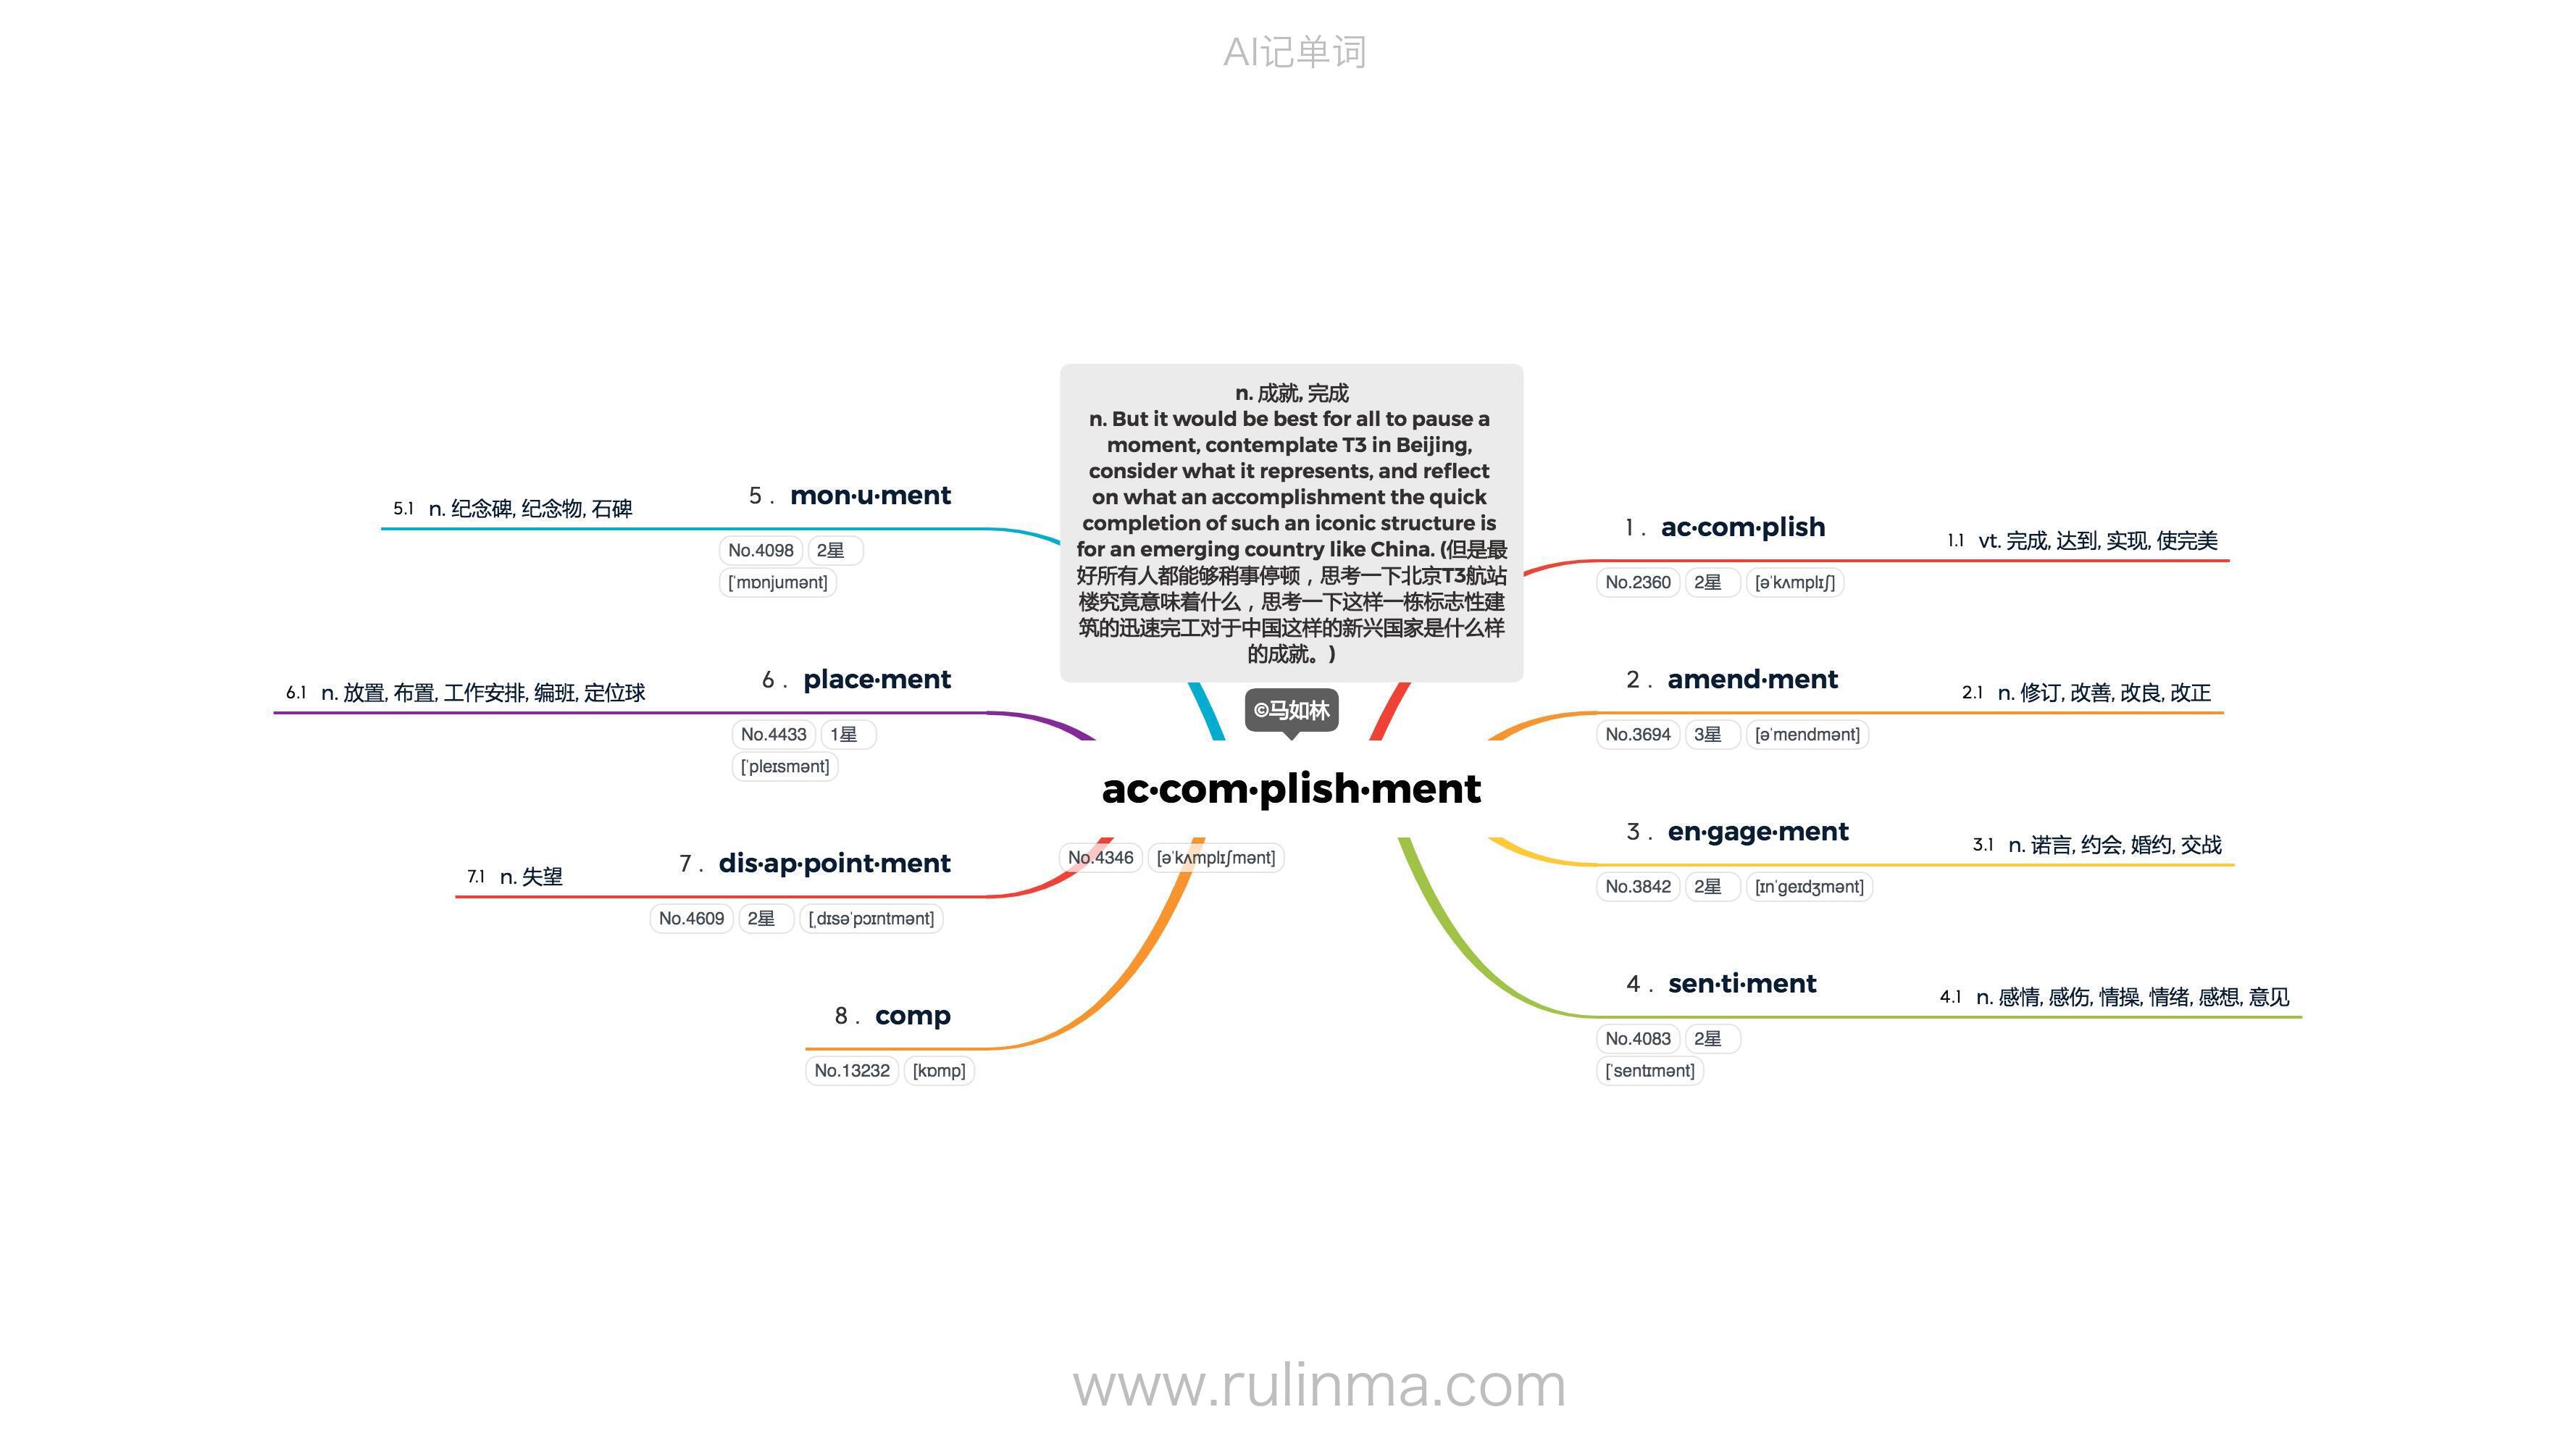 AI记单词
n. 成就, 完成
n. But it would be best for all to pause a
moment, contemplate T3 in Beijing,
consider what it represents, and reflect
on what an accomplishment the quick
completion of such an iconic structure is
for an emerging country like China. (但是最
好所有人都能够稍事停顿，思考一下北京T3航站
楼究竟意味着什么，思考一下这样一栋标志性建
筑的迅速完工对于中国这样的新兴国家是什么样
的成就。)
©马如林
ac·com·plish·ment
No.4346 [əˈkʌmplɪʃmənt]
1. ac·com·plish
1.1 vt. 完成, 达到, 实现, 使完美
No.2360 2星 [əˈkʌmplɪʃ]
2. amend·ment
2.1 n. 修订, 改善, 改良, 改正
No.3694 3星 [əˈmendmənt]
3. en·gage·ment
3.1 n. 诺言, 约会, 婚约, 交战
No.3842 2星 [ɪnˈɡeɪdʒmənt]
4. sen·ti·ment
4.1 n. 感情, 感伤, 情操, 情绪, 感想, 意见
No.4083 2星
[ˈsentɪmənt]
5. mon·u·ment
5.1 n. 纪念碑, 纪念物, 石碑
No.4098 2星
[ˈmɒnjumənt]
6. place·ment
6.1 n. 放置, 布置, 工作安排, 编班, 定位球
No.4433 1星
[ˈpleɪsmənt]
7. dis·ap·point·ment
7.1 n. 失望
No.4609 2星 [ˌdɪsəˈpɔɪntmənt]
8. comp
No.13232 [kɒmp]
www.rulinma.com